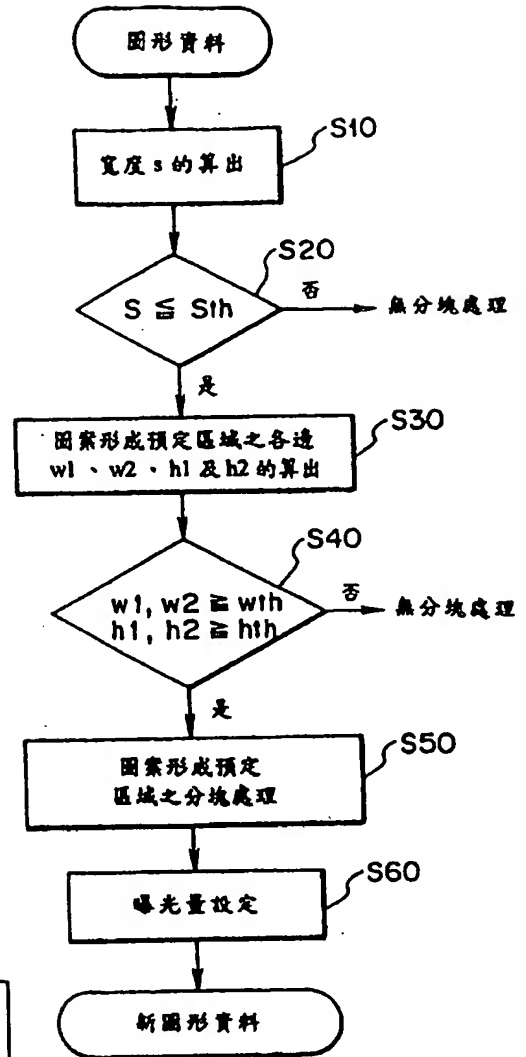 圖形資料
S10
寬度 s 的算出
S20
S ≦ Sth
否
無分塊處理
是
S30
圖案形成預定區域之各邊
w1、w2、h1 及 h2 的算出
S40
w1, w2 ≧ wth
h1, h2 ≧ hth
否
無分塊處理
是
S50
圖案形成預定
區域之分塊處理
S60
曝光量設定
新圖形資料